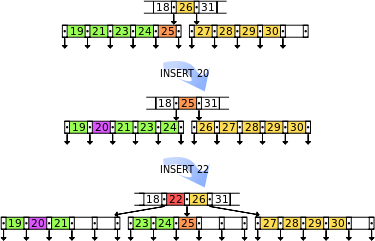 18 26 31
19 21 23 24 25 27 28 29 30
INSERT 20
18 25 31
19 20 21 23 24 26 27 28 29 30
INSERT 22
18 22 26 31
19 20 21 23 24 25 27 28 29 30